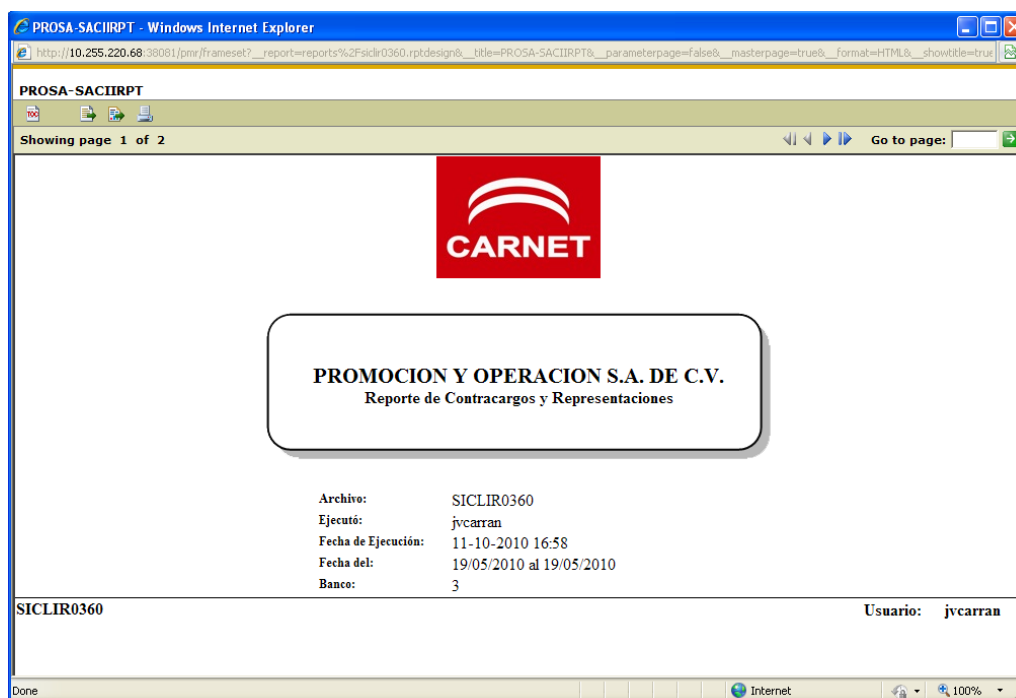 PROSA-SACIIRPT - Windows Internet Explorer
http://10.255.220.68:38081/pmr/frameset?__report=reports%2Fsiclir0360.rptdesign&__title=PROSA-SACIIRPT&__parameterpage=false&__masterpage=true&__format=HTML&__showtitle=true
PROSA-SACIIRPT
TOC
Showing page 1 of 2 Go to page:
CARNET
PROMOCION Y OPERACION S.A. DE C.V.
Reporte de Contracargos y Representaciones
Archivo: SICLIR0360
Ejecutó: jvcarran
Fecha de Ejecución: 11-10-2010 16:58
Fecha del: 19/05/2010 al 19/05/2010
Banco: 3
SICLIR0360 Usuario: jvcarran
Done Internet 100%